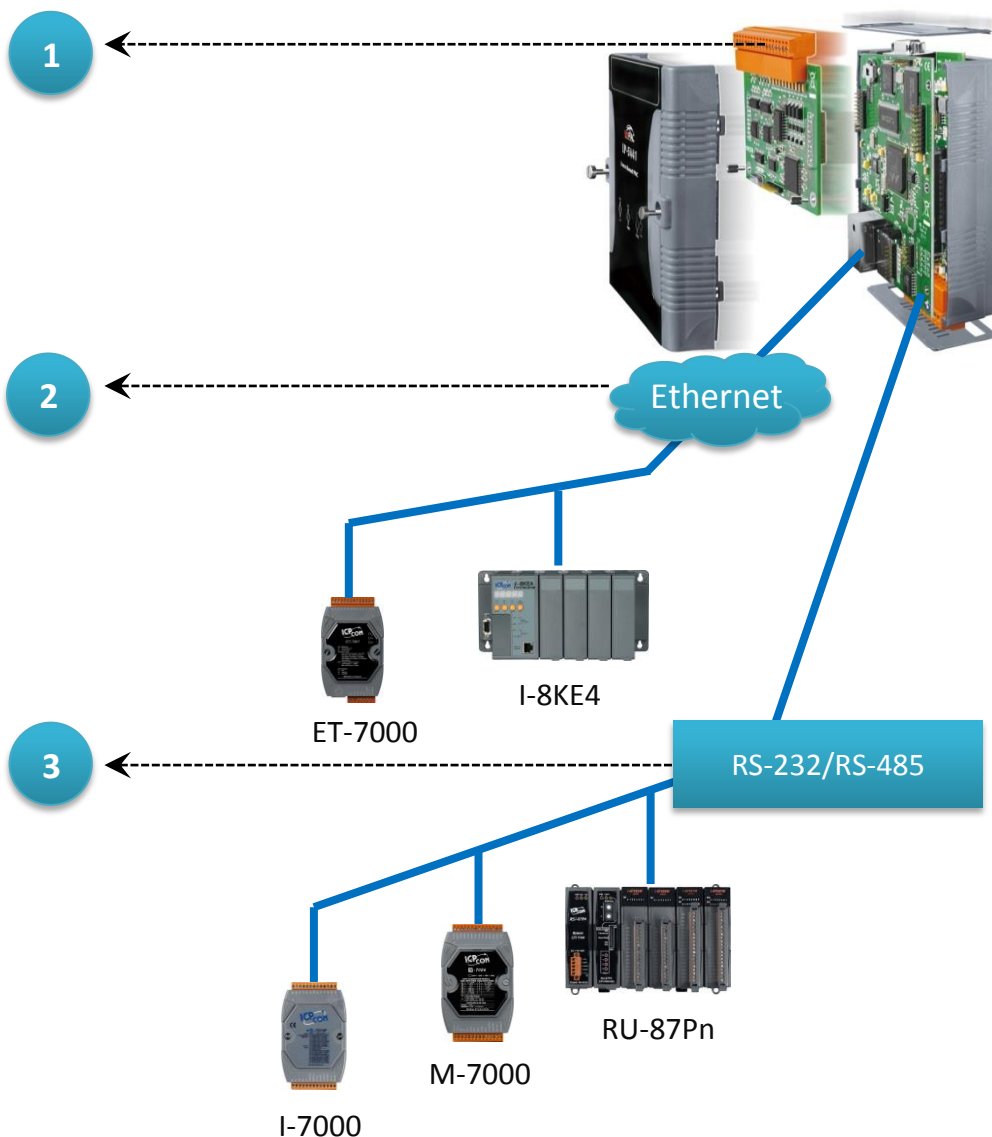 1
2
Ethernet
I-8KE4
ET-7000
3
RS-232/RS-485
RU-87Pn
M-7000
I-7000